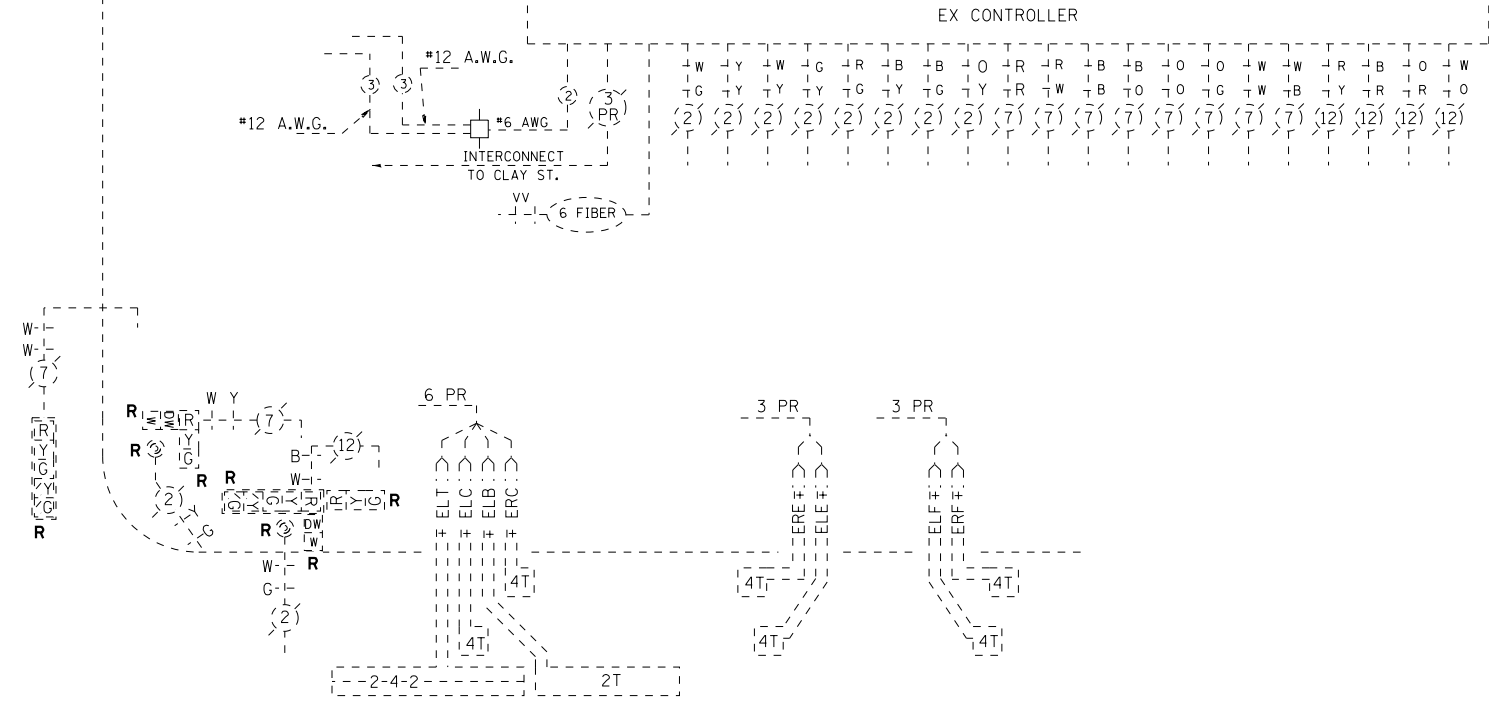 EX CONTROLLER
#12 A.W.G.
3 3
#12 A.W.G.
2
3 PR
#6 AWG
INTERCONNECT
TO CLAY ST.
VV
6 FIBER
W Y W G R B B O R R B B O O W W R B O W
G Y Y Y G Y G Y R W B O O G W B Y R R O
2 2 2 2 2 2 2 2 7 7 7 7 7 7 7 7 12 12 12 12
W
W
7
R
Y
G
Y
G
R
R W DW R
W Y
7
Y
G
R
R
2
Y
G
B
12
W
R
G Y G Y R R Y G R
R
DW
W
R
W
G
2
6 PR
ELT
ELC
ELB
ERC
4T
4T
2-4-2
2T
3 PR
ERE
ELE
4T
4T
3 PR
ELF
ERF
4T
4T